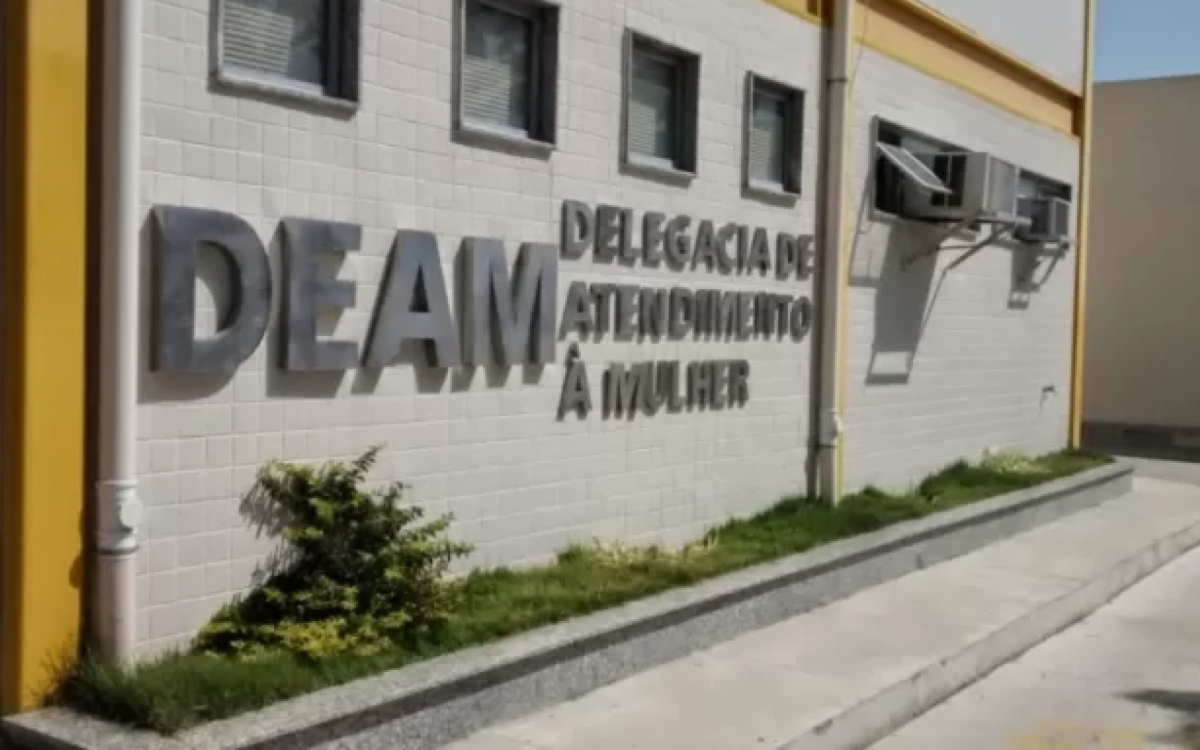 DEAM
DELEGACIA DE
ATENDIMENTO
À MULHER